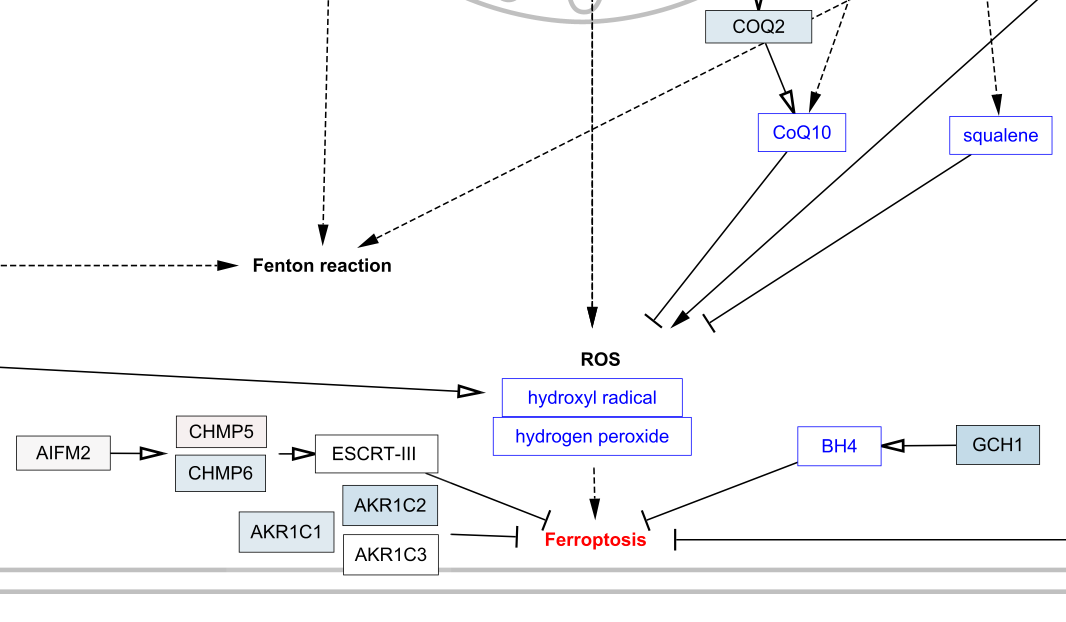 COQ2
CoQ10
squalene
Fenton reaction
ROS
hydroxyl radical
hydrogen peroxide
CHMP5
AIFM2
CHMP6
ESCRT-III
BH4
GCH1
AKR1C2
AKR1C1
AKR1C3
Ferroptosis